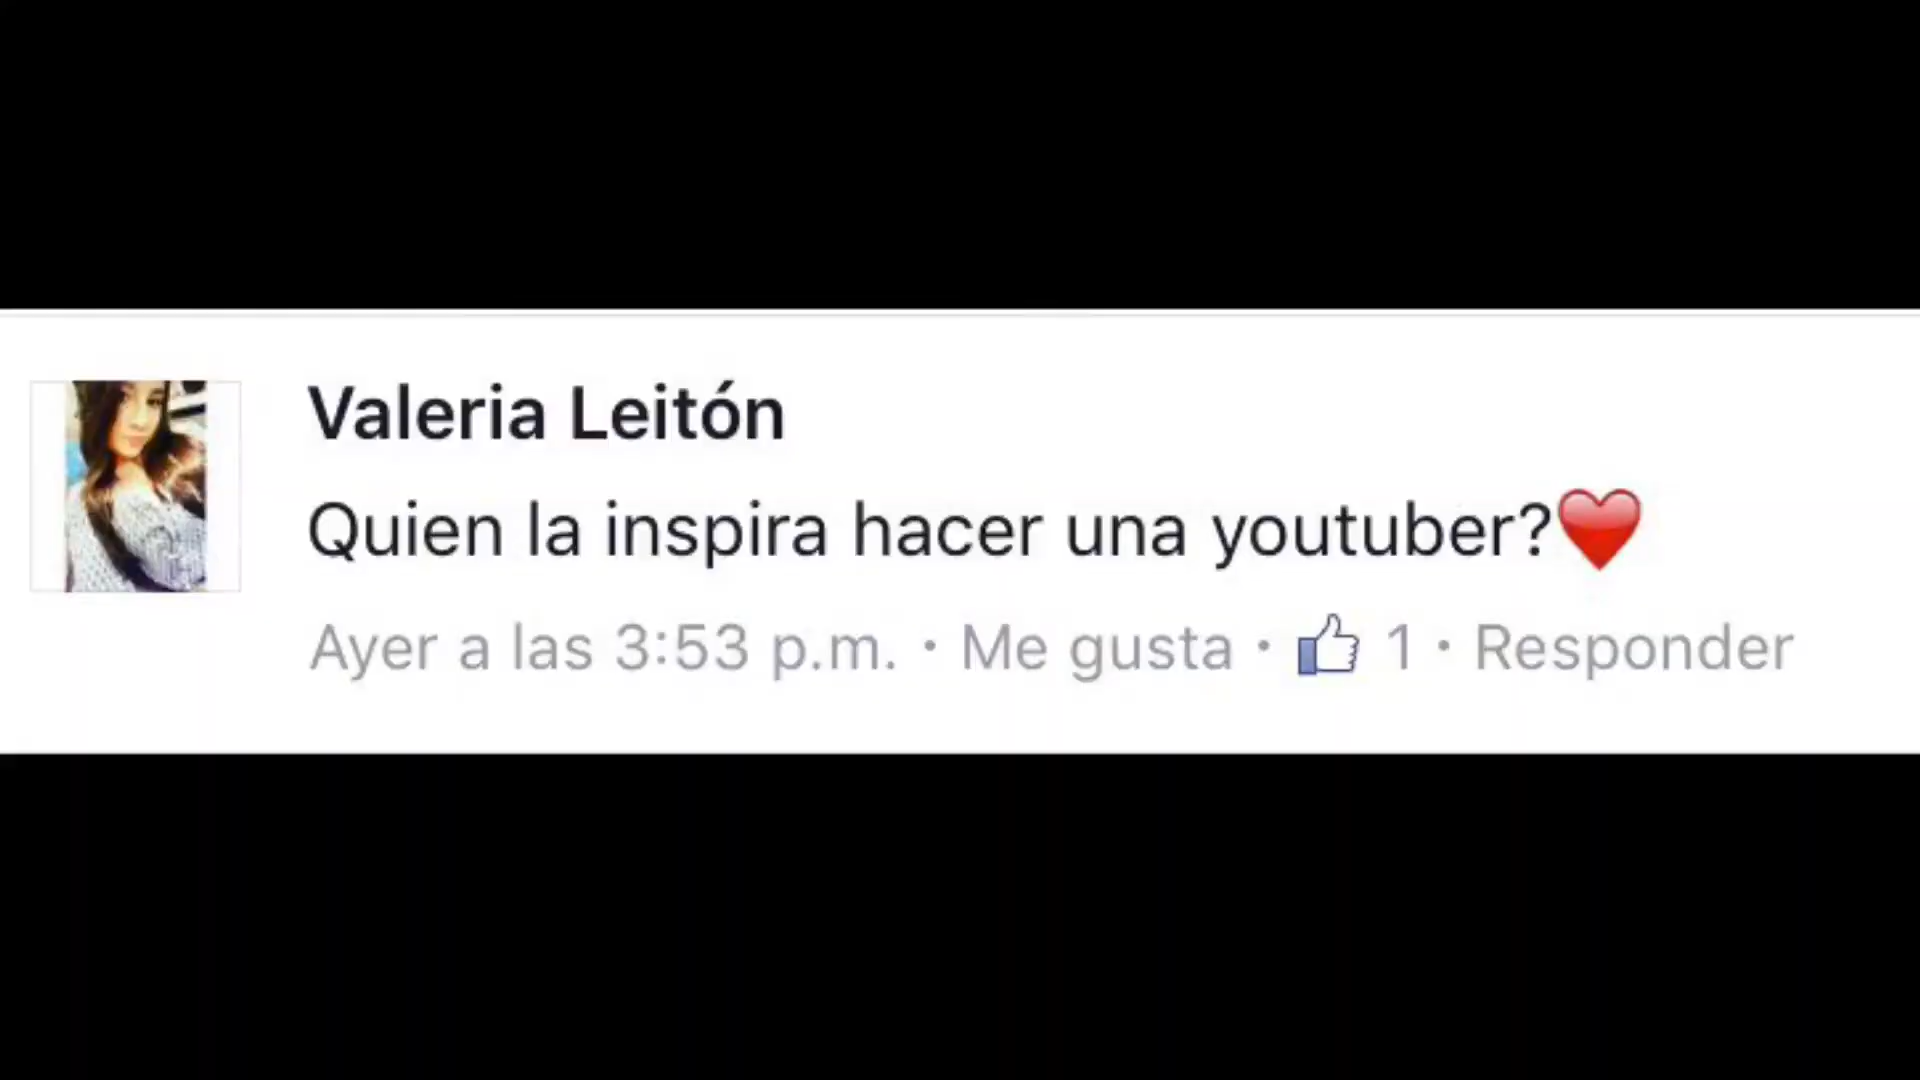 Valeria Leitón
Quien la inspira hacer una youtuber?❤️
Ayer a las 3:53 p.m. · Me gusta · 👍 1 · Responder